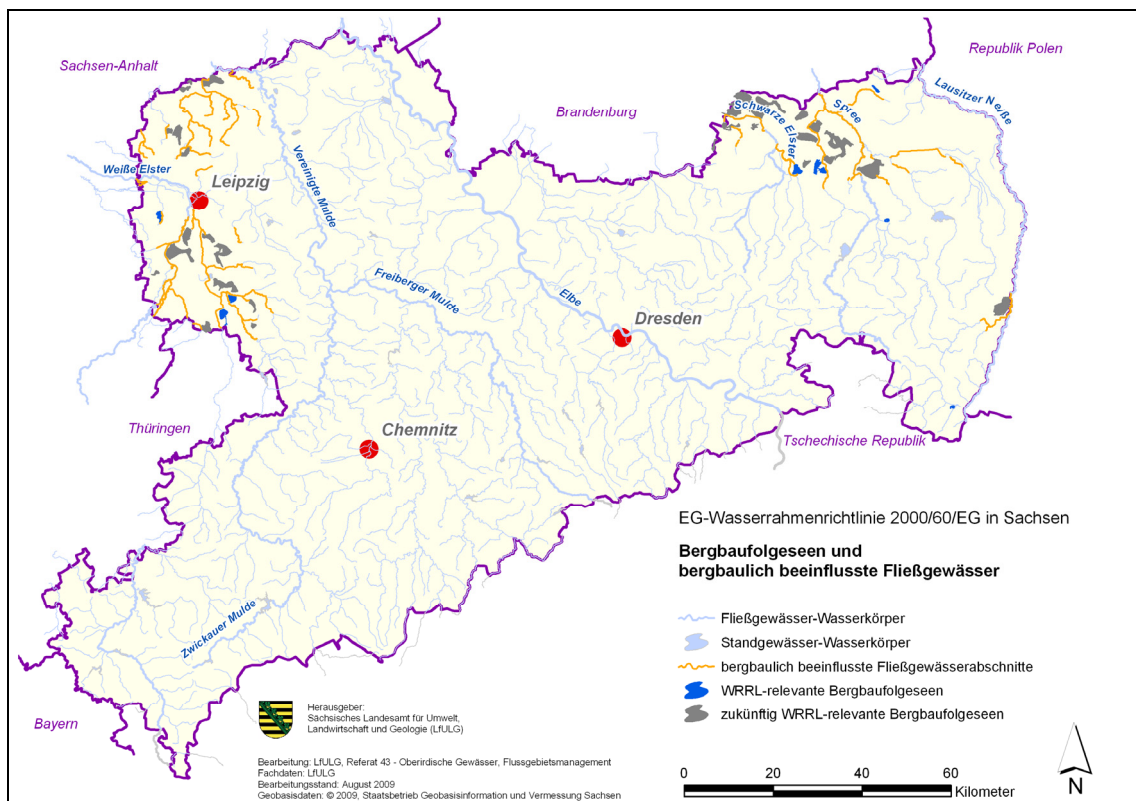 Republik Polen
Sachsen-Anhalt
Lausitzer Neiße
Brandenburg
Schwarze Elster
Spree
Weiße Elster
Leipzig
Vereinigte Mulde
Freiberger Mulde
Elbe
Dresden
Thüringen
Chemnitz
Tschechische Republik
Zwickauer Mulde
Bayern
EG-Wasserrahmenrichtlinie 2000/60/EG in Sachsen
Bergbaufolgeseen und
bergbaulich beeinflusste Fließgewässer
Fließgewässer-Wasserkörper
Standgewässer-Wasserkörper
bergbaulich beeinflusste Fließgewässerabschnitte
WRRL-relevante Bergbaufolgeseen
zukünftig WRRL-relevante Bergbaufolgeseen
Herausgeber:
Sächsisches Landesamt für Umwelt,
Landwirtschaft und Geologie (LfULG)
Bearbeitung: LfULG, Referat 43 - Oberirdische Gewässer, Flussgebietsmanagement
Fachdaten: LfULG
Bearbeitungsstand: August 2009
Geobasisdaten: © 2009, Staatsbetrieb Geobasisinformation und Vermessung Sachsen
0 20 40 60
Kilometer
N